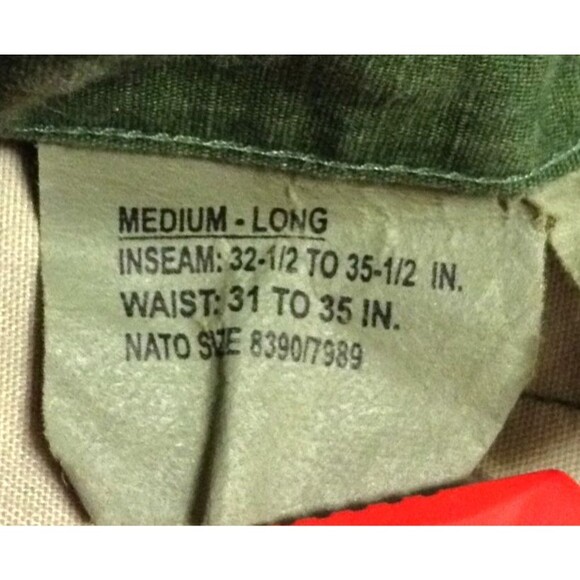 MEDIUM - LONG
INSEAM: 32-1/2 TO 35-1/2 IN.
WAIST: 31 TO 35 IN.
NATO SIZE 8390/7989